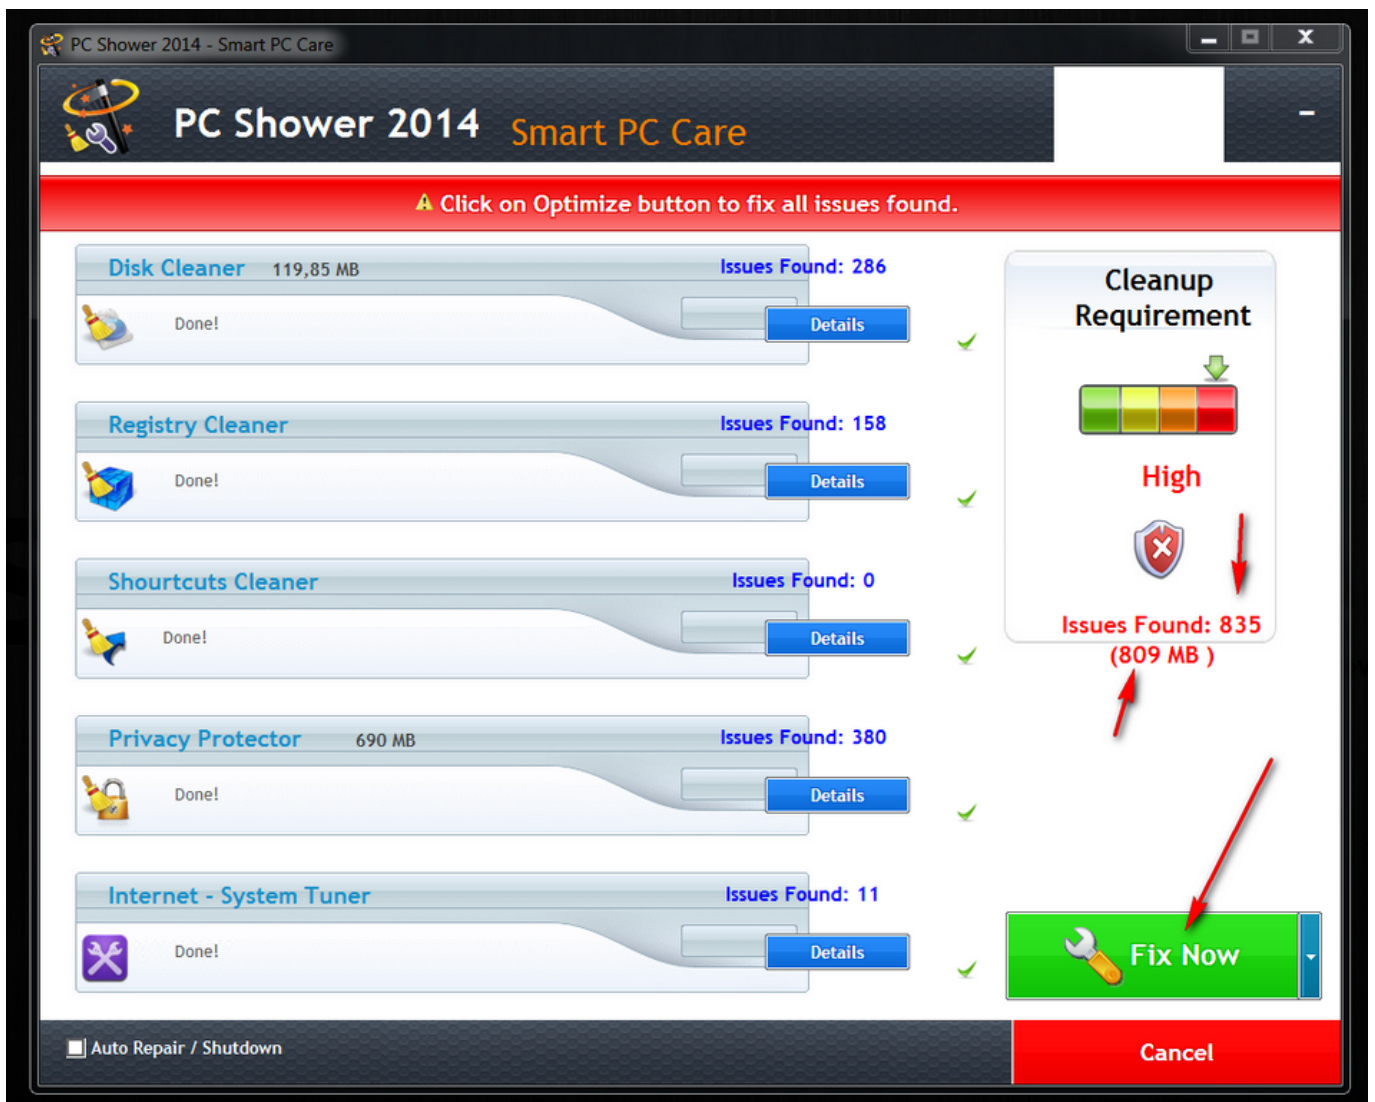 PC Shower 2014 - Smart PC Care
PC Shower 2014 Smart PC Care
Click on Optimize button to fix all issues found.
Disk Cleaner 119,85 MB Issues Found: 286
Done! Details
Registry Cleaner Issues Found: 158
Done! Details
Shourtcuts Cleaner Issues Found: 0
Done! Details
Privacy Protector 690 MB Issues Found: 380
Done! Details
Internet - System Tuner Issues Found: 11
Done! Details
Cleanup
Requirement
High
Issues Found: 835
(809 MB )
Fix Now
Auto Repair / Shutdown
Cancel